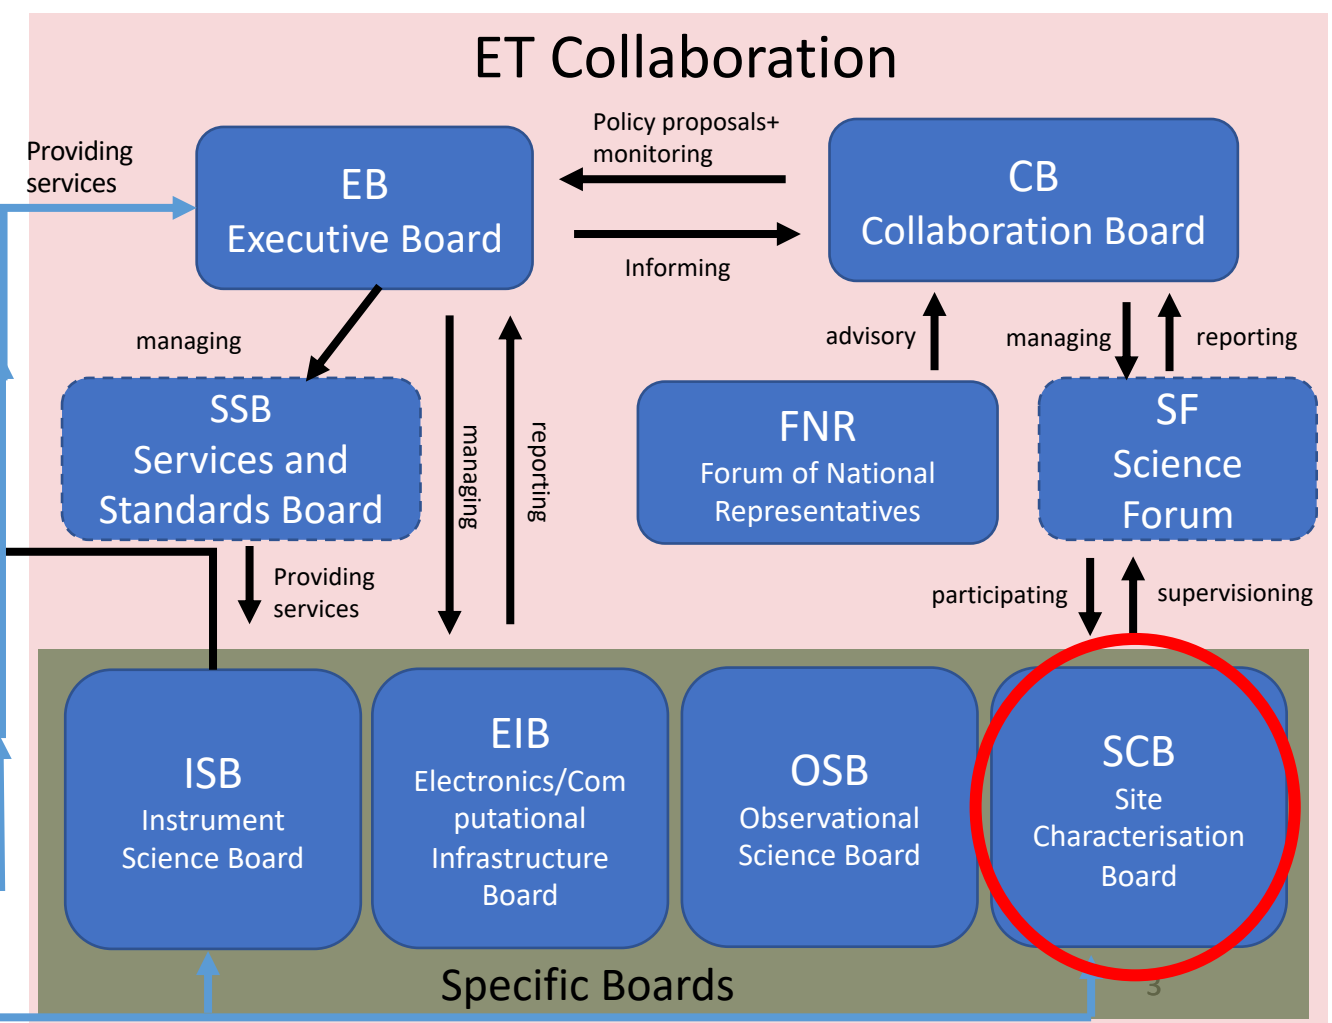 ET Collaboration
Policy proposals+
monitoring
Providing
services
EB
Executive Board
CB
Collaboration Board
Informing
managing
advisory
managing
reporting
SSB
Services and
Standards Board
managing
reporting
FNR
Forum of National
Representatives
SF
Science
Forum
Providing
services
participating
supervisioning
ISB
Instrument
Science Board
EIB
Electronics/Com
putational
Infrastructure
Board
OSB
Observational
Science Board
SCB
Site
Characterisation
Board
Specific Boards
3